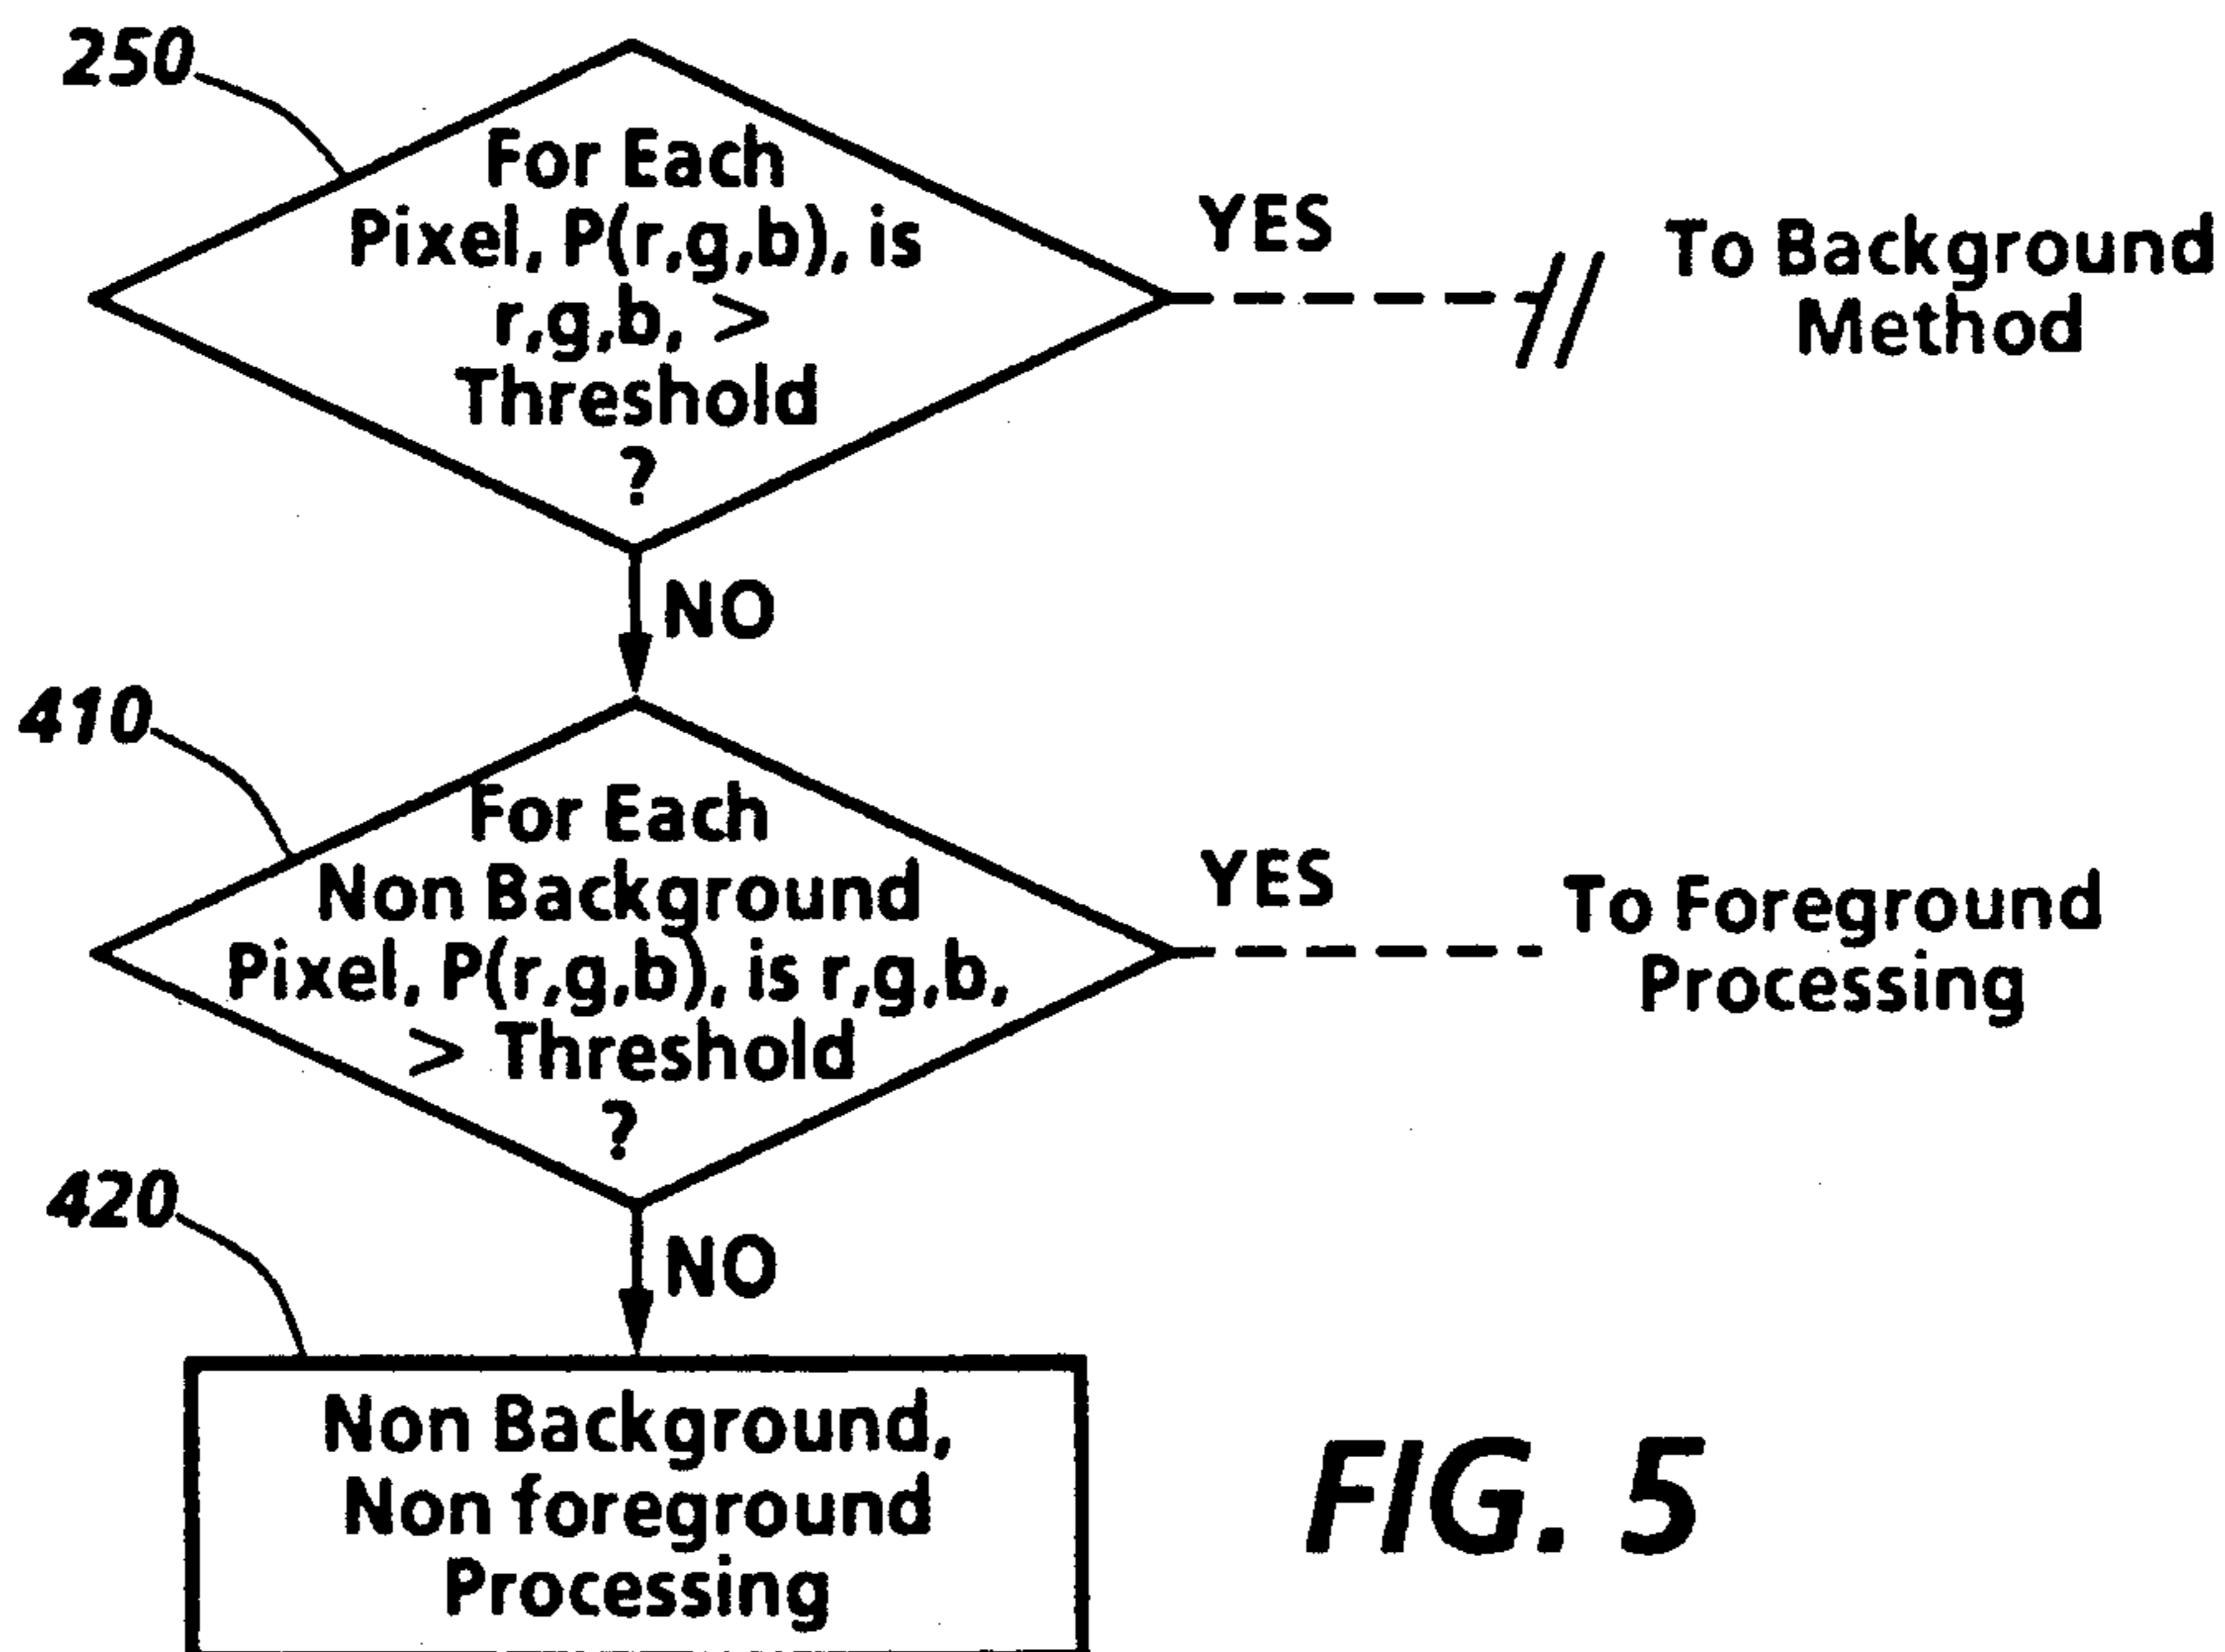 250
For Each
Pixel, P(r,g,b), is
r,g,b, >
Threshold
?
YES
To Background
Method
NO
410
For Each
Non Background
Pixel, P(r,g,b), is r,g,b,
> Threshold
?
YES
To Foreground
Processing
NO
420
Non Background,
Non foreground
Processing
FIG. 5